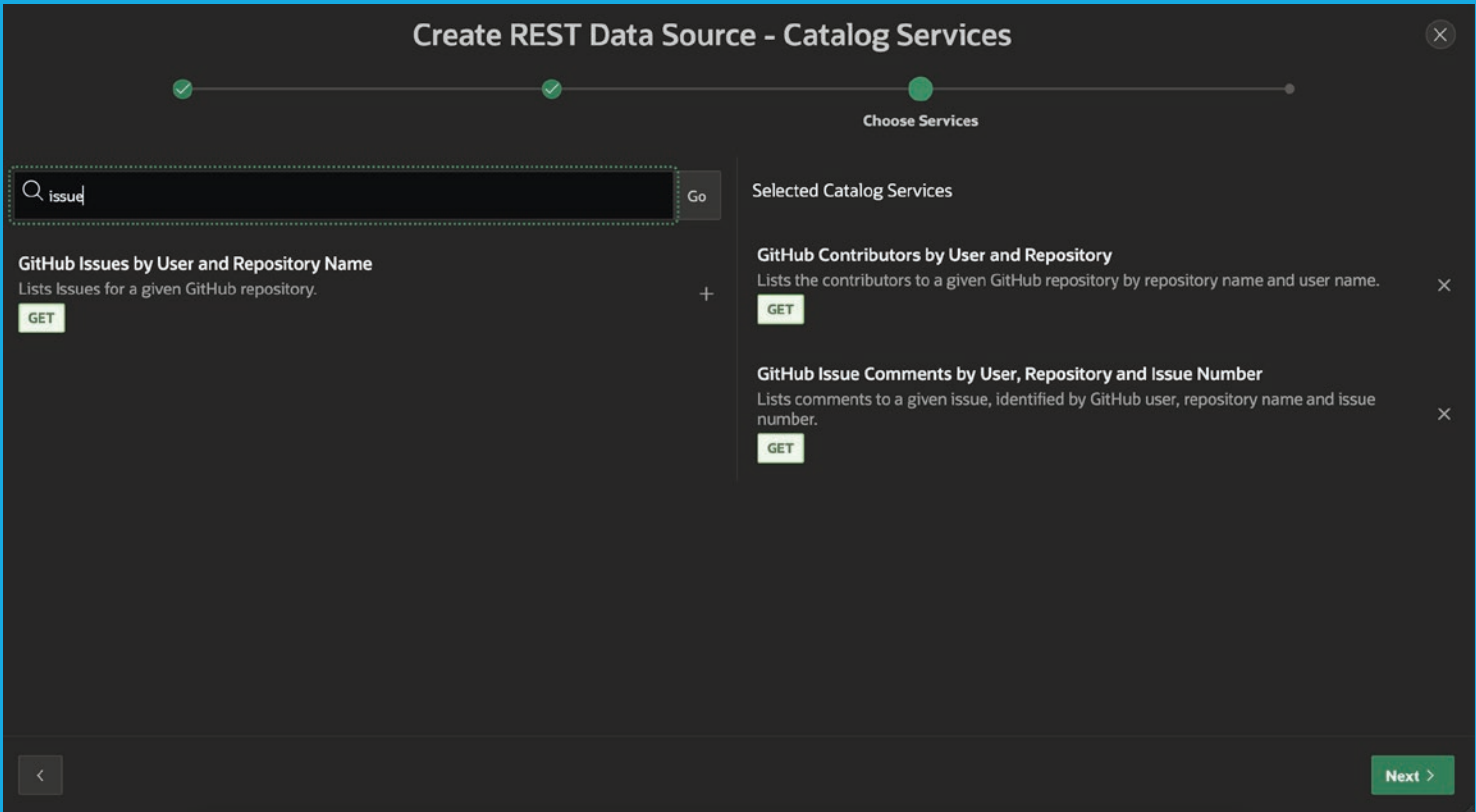 Create REST Data Source - Catalog Services
Choose Services
issue
Go
GitHub Issues by User and Repository Name
Lists Issues for a given GitHub repository.
GET
Selected Catalog Services
GitHub Contributors by User and Repository
Lists the contributors to a given GitHub repository by repository name and user name.
GET
GitHub Issue Comments by User, Repository and Issue Number
Lists comments to a given issue, identified by GitHub user, repository name and issue
number.
GET
Next